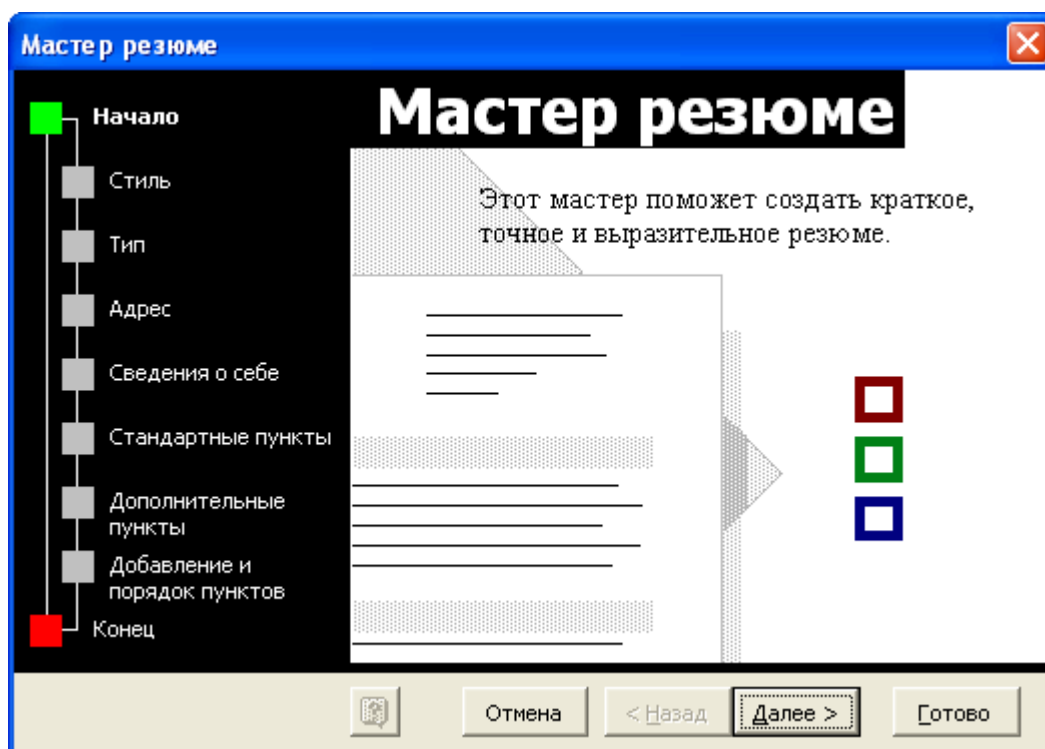 Мастер резюме
Мастер резюме
Этот мастер поможет создать краткое,
точное и выразительное резюме.
Начало
Стиль
Тип
Адрес
Сведения о себе
Стандартные пункты
Дополнительные
пункты
Добавление и
порядок пунктов
Конец
Отмена
< Назад
Далее >
Готово